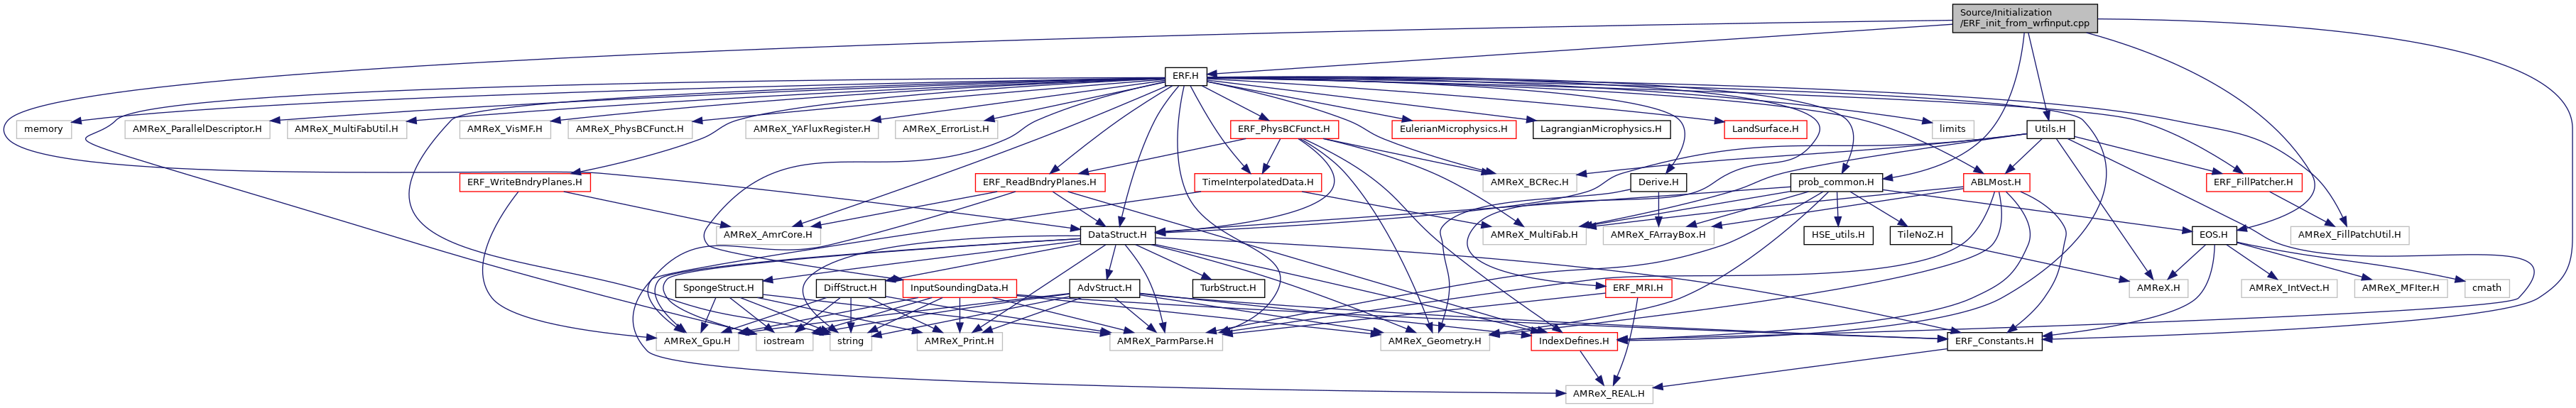 Source/Initialization
/ERF_init_from_wrfinput.cpp
ERF.H
memory
AMReX_ParallelDescriptor.H
AMReX_MultiFabUtil.H
AMReX_VisMF.H
AMReX_PhysBCFunct.H
AMReX_YAFluxRegister.H
AMReX_ErrorList.H
ERF_PhysBCFunct.H
EulerianMicrophysics.H
LagrangianMicrophysics.H
LandSurface.H
limits
Utils.H
ERF_WriteBndryPlanes.H
ERF_ReadBndryPlanes.H
TimeInterpolatedData.H
AMReX_BCRec.H
Derive.H
prob_common.H
ABLMost.H
ERF_FillPatcher.H
AMReX_AmrCore.H
DataStruct.H
AMReX_MultiFab.H
AMReX_FArrayBox.H
HSE_utils.H
TileNoZ.H
EOS.H
AMReX_FillPatchUtil.H
SpongeStruct.H
DiffStruct.H
InputSoundingData.H
AdvStruct.H
TurbStruct.H
ERF_MRI.H
AMReX.H
AMReX_IntVect.H
AMReX_MFIter.H
cmath
AMReX_Gpu.H
iostream
string
AMReX_Print.H
AMReX_ParmParse.H
AMReX_Geometry.H
IndexDefines.H
ERF_Constants.H
AMReX_REAL.H